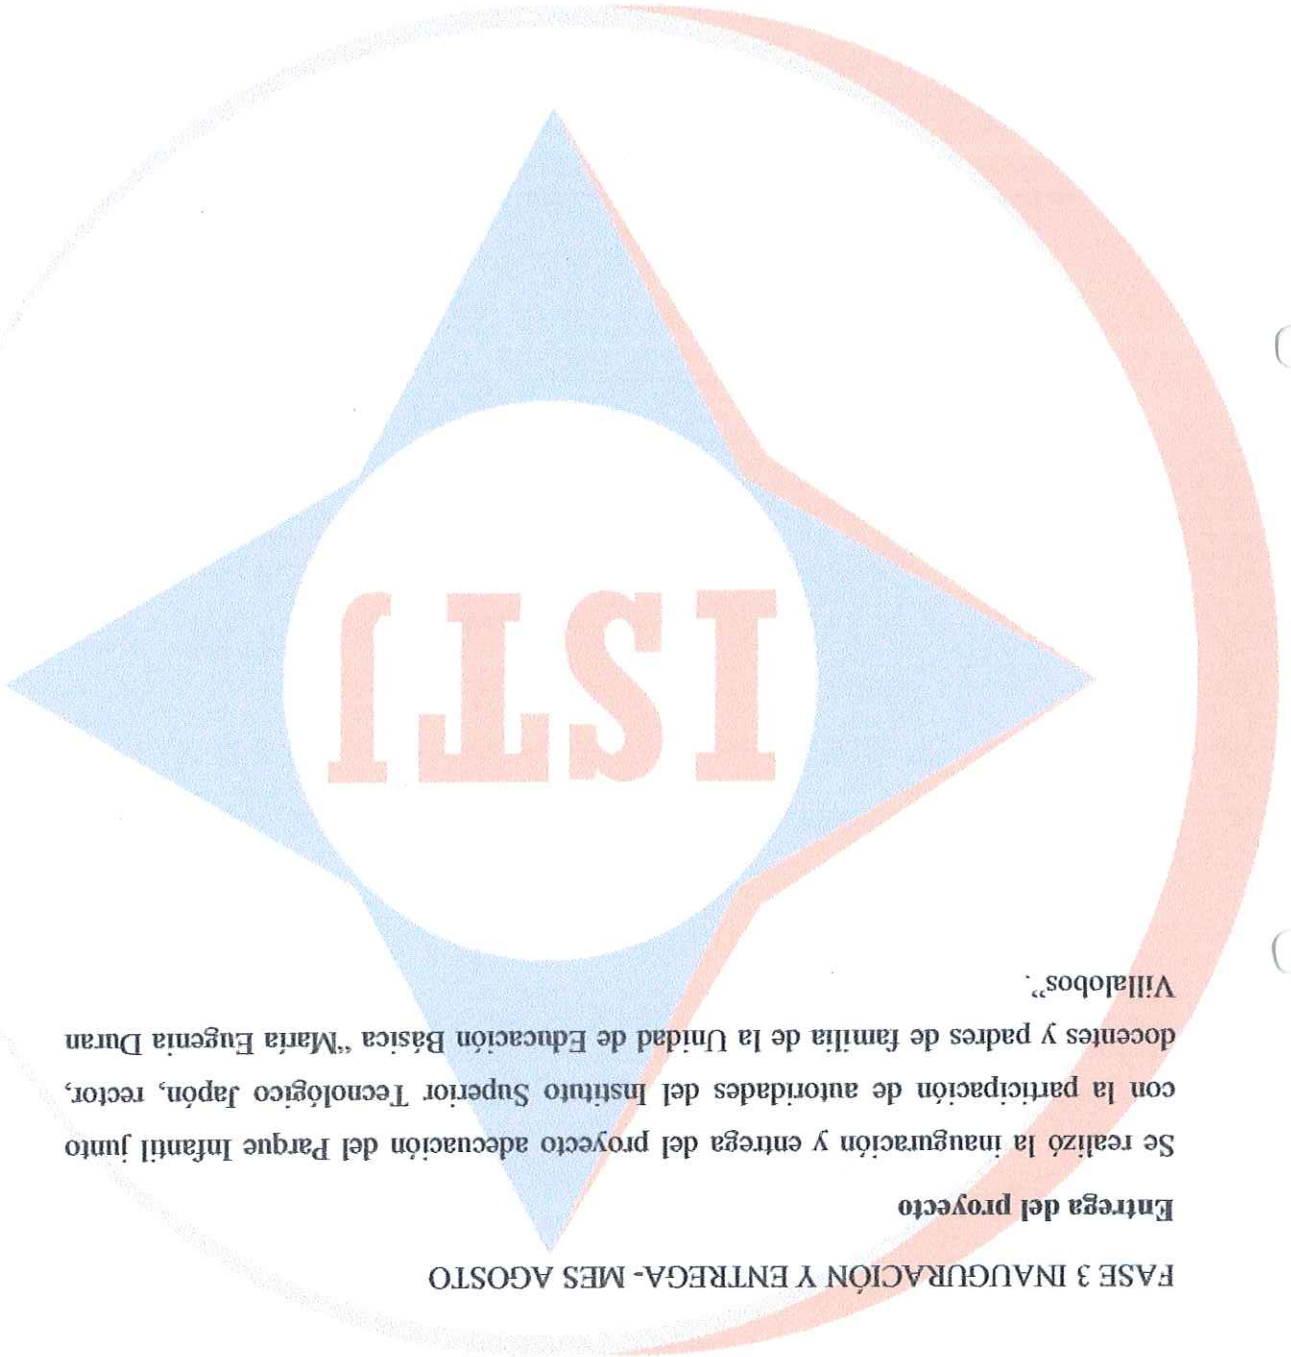 FASE 3 INAUGURACIÓN Y ENTREGA- MES AGOSTO
Entrega del proyecto
Se realizó la inauguración y entrega del proyecto adecuación del Parque Infantil junto
con la participación de autoridades del Instituto Superior Tecnológico Japón, rector,
docentes y padres de familia de la Unidad de Educación Básica “María Eugenia Duran
Villalobos”.
ISTJ